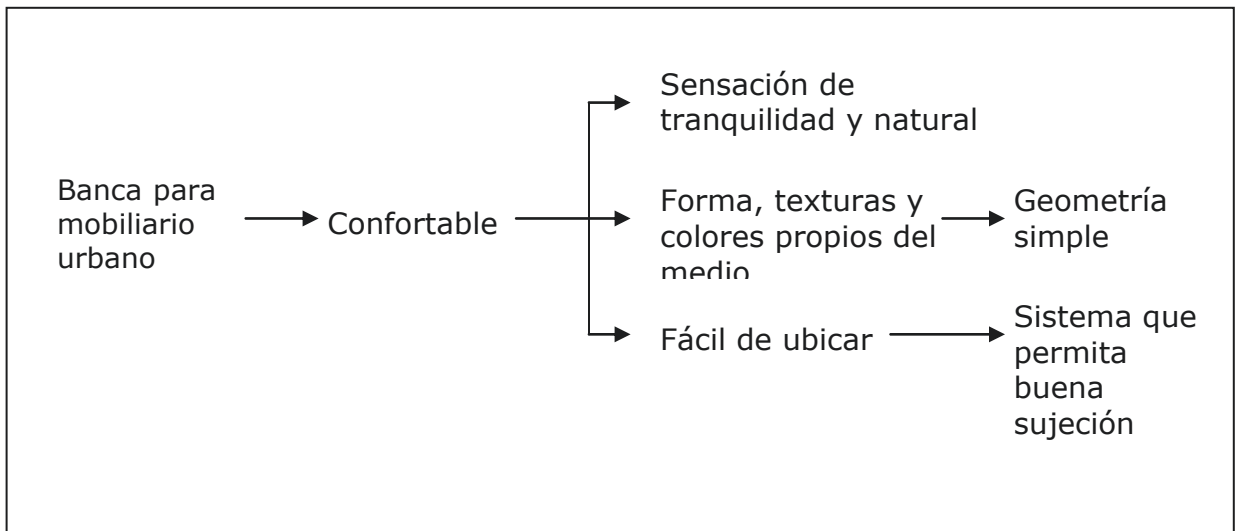 Sensación de
tranquilidad y natural
Banca para
mobiliario
urbano
Confortable
Forma, texturas y
colores propios del
medio
Geometría
simple
Fácil de ubicar
Sistema que
permita
buena
sujeción